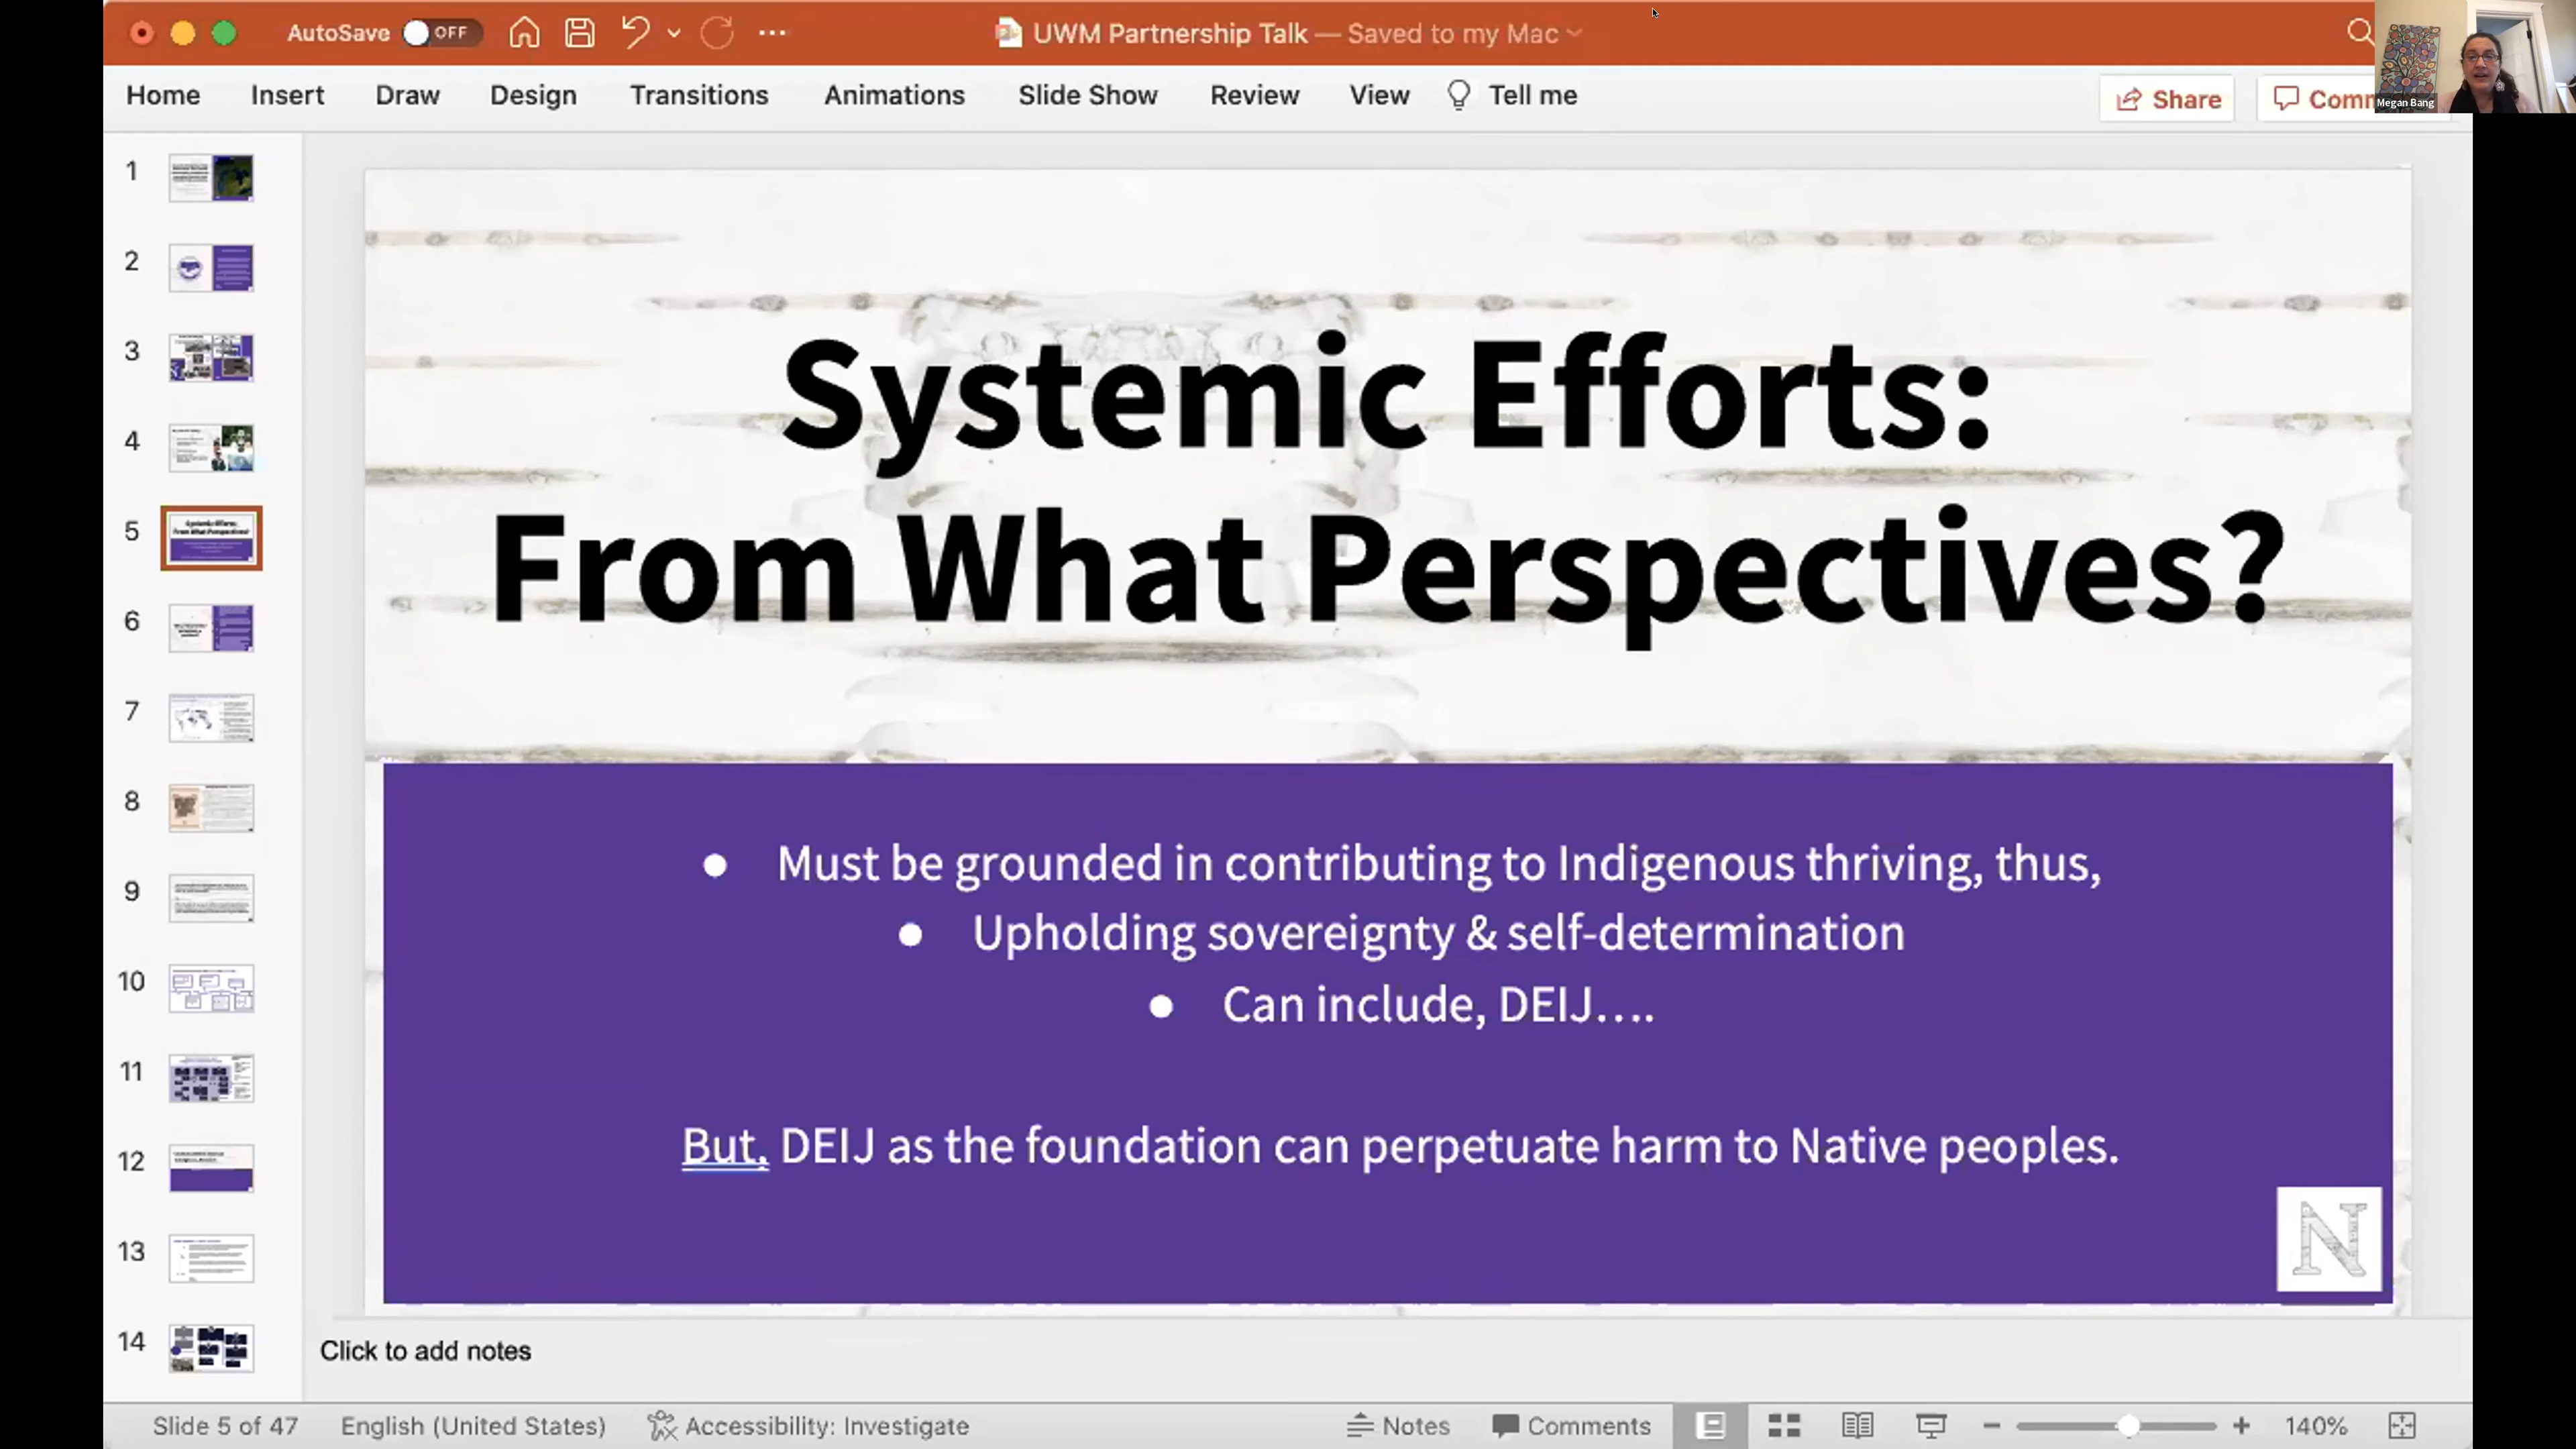 AutoSave OFF
UWM Partnership Talk — Saved to my Mac
Home Insert Draw Design Transitions Animations Slide Show Review View Tell me
Share
Comm
Megan Bang
1
2
3
4
5
6
7
8
9
10
11
12
13
14
Systemic Efforts:
From What Perspectives?
● Must be grounded in contributing to Indigenous thriving, thus,
● Upholding sovereignty & self-determination
● Can include, DEIJ....
But, DEIJ as the foundation can perpetuate harm to Native peoples.
N
Click to add notes
Slide 5 of 47 English (United States) Accessibility: Investigate Notes Comments 140%